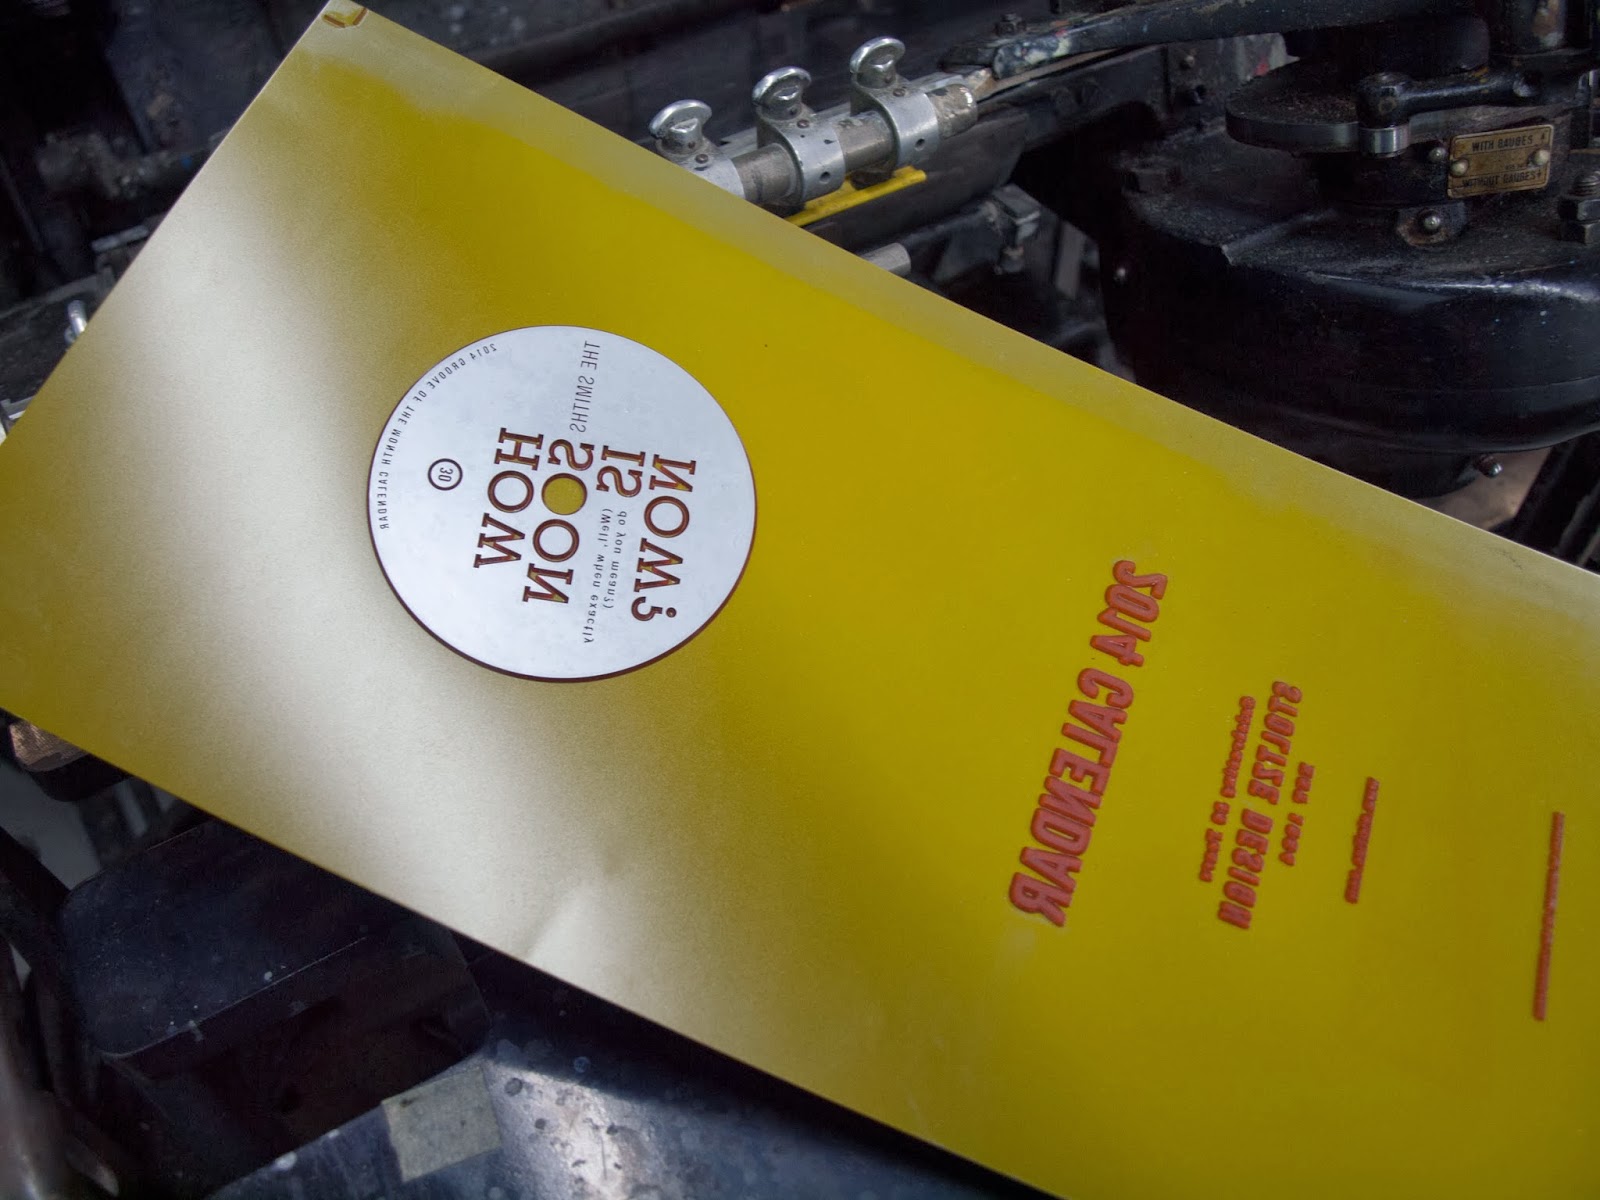 2014 GROOVE OF THE MONTH CALENDAR
30
THE SMITHS
HOW
SOON
IS
(Well, when exactly
do you mean?)
NOW?
2014 CALENDAR
STOLZE DESIGN
WITH GAUGES
WITHOUT GAUGES